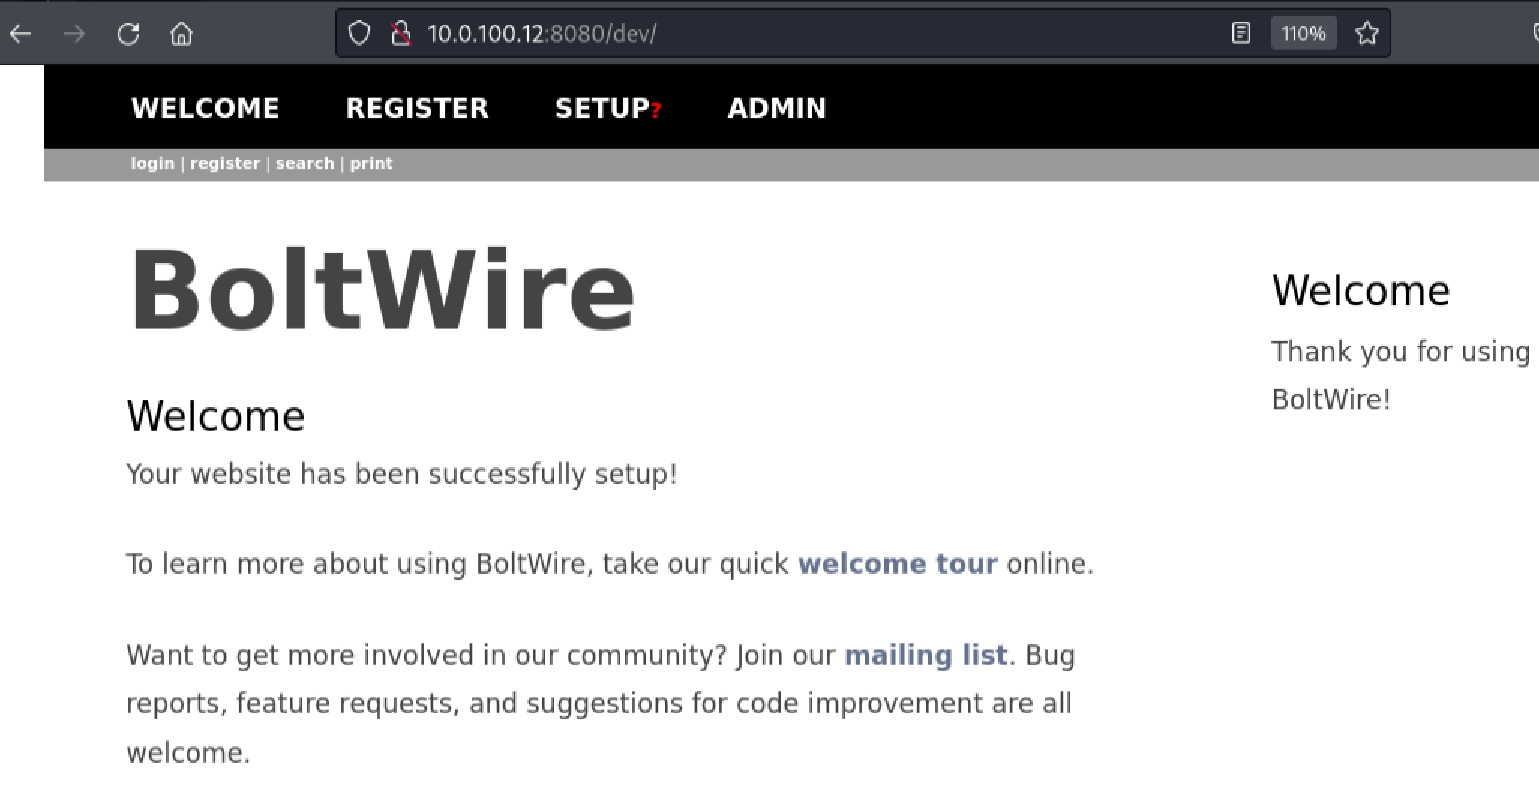 10.0.100.12:8080/dev/
110%
WELCOME REGISTER SETUP? ADMIN
login | register | search | print
BoltWire
Welcome
Your website has been successfully setup!
To learn more about using BoltWire, take our quick welcome tour online.
Want to get more involved in our community? Join our mailing list. Bug
reports, feature requests, and suggestions for code improvement are all
welcome.
Welcome
Thank you for using
BoltWire!